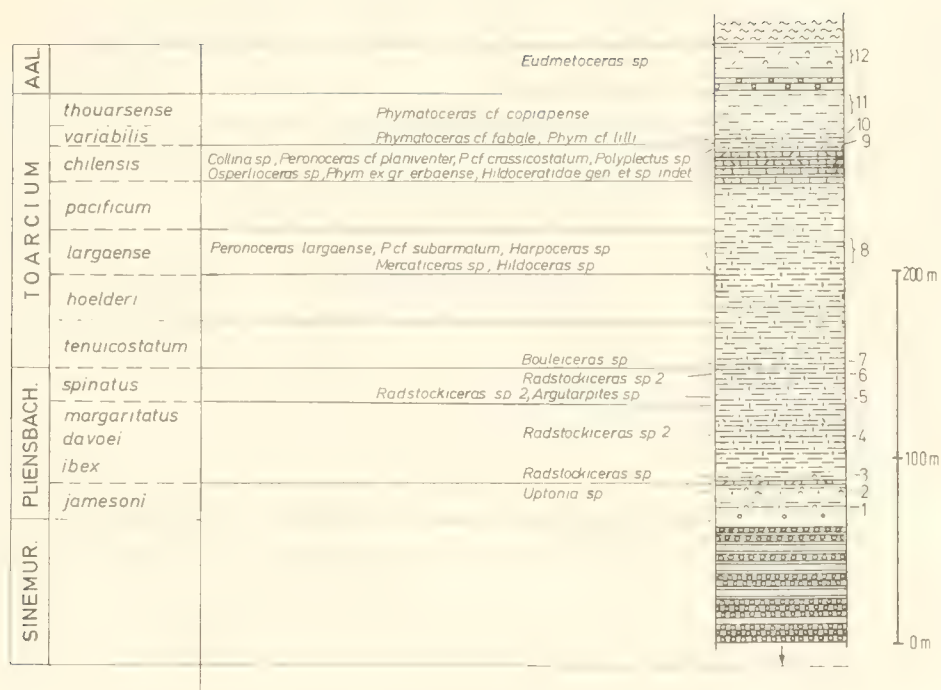 AAL.
Eudmetoceras sp
12
TOARCIUM
thouarsense
Phymatoceras cf copiapense
11
variabilis
Phymatoceras cf fabale, Phym cf lilli
10
9
chilensis
Collina sp, Peronoceras cf planiventer, P cf crassicostatum, Polyplectus sp
Osperlioceras sp, Phym ex gr erbaense, Hildoceratidae gen et sp indet
pacificum
largaense
Peronoceras largaense, P cf subarmatum, Harpoceras sp
8
Mercaticeras sp, Hildoceras sp
200 m
hoelderi
tenuicostatum
Bouleiceras sp
7
PLIENSBACH.
spinatus
Radstockiceras sp 2
6
Radstockiceras sp 2, Argutarpites sp
5
margaritatus
davoei
Radstockiceras sp 2
4
100 m
ibex
Radstockiceras sp
3
jamesoni
Uptonia sp
2
1
SINEMUR.
0 m